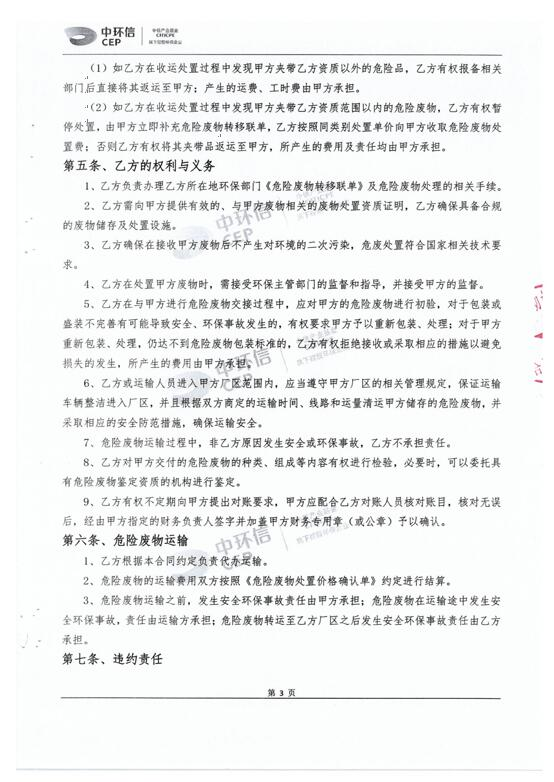 中环信
CEP
中信产业基金
CITICPE
旗下控股环保企业
（1）如乙方在收运处置过程中发现甲方夹带乙方资质以外的危险品，乙方有权报备相关
部门后直接将其返运至甲方；产生的运费、工时费由甲方承担。
（2）如乙方在收运处置过程中发现甲方夹带乙方资质范围以内的危险废物，乙方有权暂
停处置，由甲方立即补充危险废物转移联单，乙方按照同类别处置单价向甲方收取危险废物处
置费；否则乙方有权将其夹带品返运至甲方，所产生的费用及责任均由甲方承担。
第五条、乙方的权利与义务
1、乙方负责办理乙方所在地环保部门《危险废物转移联单》及危险废物处理的相关手续。
2、乙方需向甲方提供有效的、与甲方废物相关的废物处置资质证明，乙方确保具备合规
的废物储存及处置设施。
3、乙方确保在接收甲方废物后不产生对环境的二次污染，危废处置符合国家相关技术要
求。
4、乙方在处置甲方废物时，需接受环保主管部门的监督和指导，并接受甲方的监督。
5、乙方在与甲方进行危险废物交接过程中，应对甲方的危险废物进行初验，对于包装或
盛装不完善有可能导致安全、环保事故发生的，有权要求甲方予以重新包装、处理；对于甲方
重新包装、处理，仍达不到危险废物包装标准的，乙方有权拒绝接收或采取相应的措施以避免
损失的发生，所产生的费用由甲方承担。
6、乙方或运输人员进入甲方厂区范围内，应当遵守甲方厂区的相关管理规定，保证运输
车辆整洁进入厂区，并且根据双方商定的运输时间、线路和运量清运甲方储存的危险废物，并
采取相应的安全防范措施，确保运输安全。
7、危险废物运输过程中，非乙方原因发生安全或环保事故，乙方不承担责任。
8、乙方对甲方交付的危险废物的种类、组成等内容有权进行检验，必要时，可以委托具
有危险废物鉴定资质的机构进行鉴定。
9、乙方有权不定期向甲方提出对账要求，甲方应配合乙方对账人员核对账目，核对无误
后，经由甲方指定的财务负责人签字并加盖甲方财务专用章（或公章）予以确认。
第六条、危险废物运输
1、乙方根据本合同约定负责代办运输。
2、危险废物的运输费用双方按照《危险废物处置价格确认单》约定进行结算。
3、危险废物运输之前，发生安全环保事故责任由甲方承担；危险废物在运输途中发生安
全环保事故，责任由运输方承担；危险废物转运至乙方厂区之后发生安全环保事故责任由乙方
承担。
第七条、违约责任
第 3 页